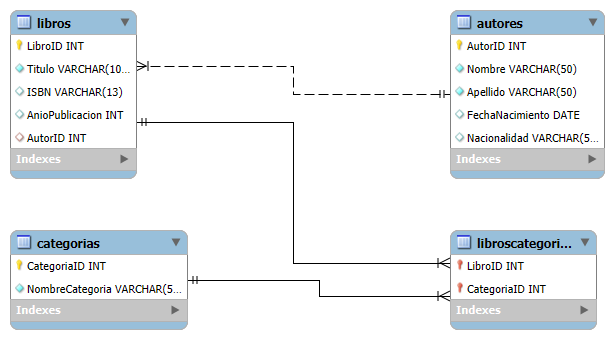 libros
LibroID INT
Titulo VARCHAR(10...
ISBN VARCHAR(13)
AnioPublicacion INT
AutorID INT
Indexes
autores
AutorID INT
Nombre VARCHAR(50)
Apellido VARCHAR(50)
FechaNacimiento DATE
Nacionalidad VARCHAR(5...
Indexes
categorias
CategoriaID INT
NombreCategoria VARCHAR(5...
Indexes
libroscategori...
LibroID INT
CategoriaID INT
Indexes